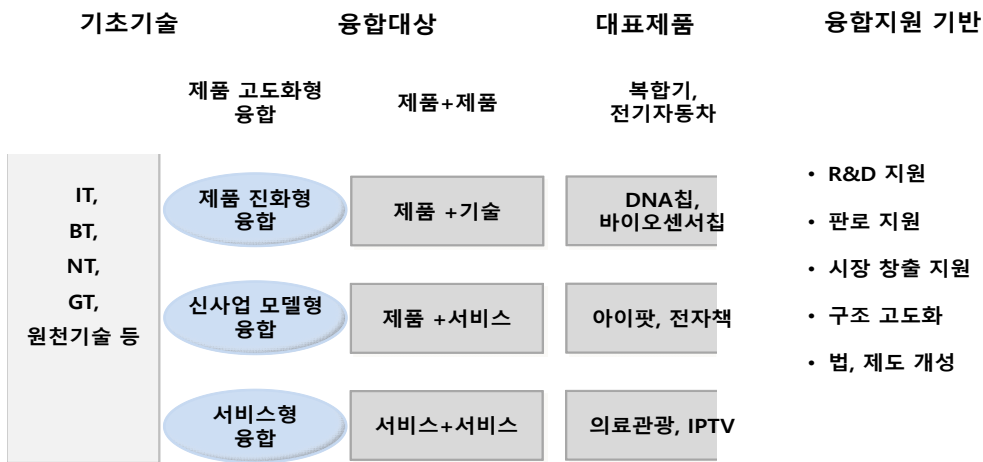 기초기술
융합대상
대표제품
융합지원 기반
제품 고도화형
융합
제품+제품
복합기,
전기자동차
IT,
BT,
NT,
GT,
원천기술 등
제품 진화형
융합
제품 +기술
DNA칩,
바이오센서칩
신사업 모델형
융합
제품 +서비스
아이팟, 전자책
서비스형
융합
서비스+서비스
의료관광, IPTV
• R&D 지원
• 판로 지원
• 시장 창출 지원
• 구조 고도화
• 법, 제도 개성